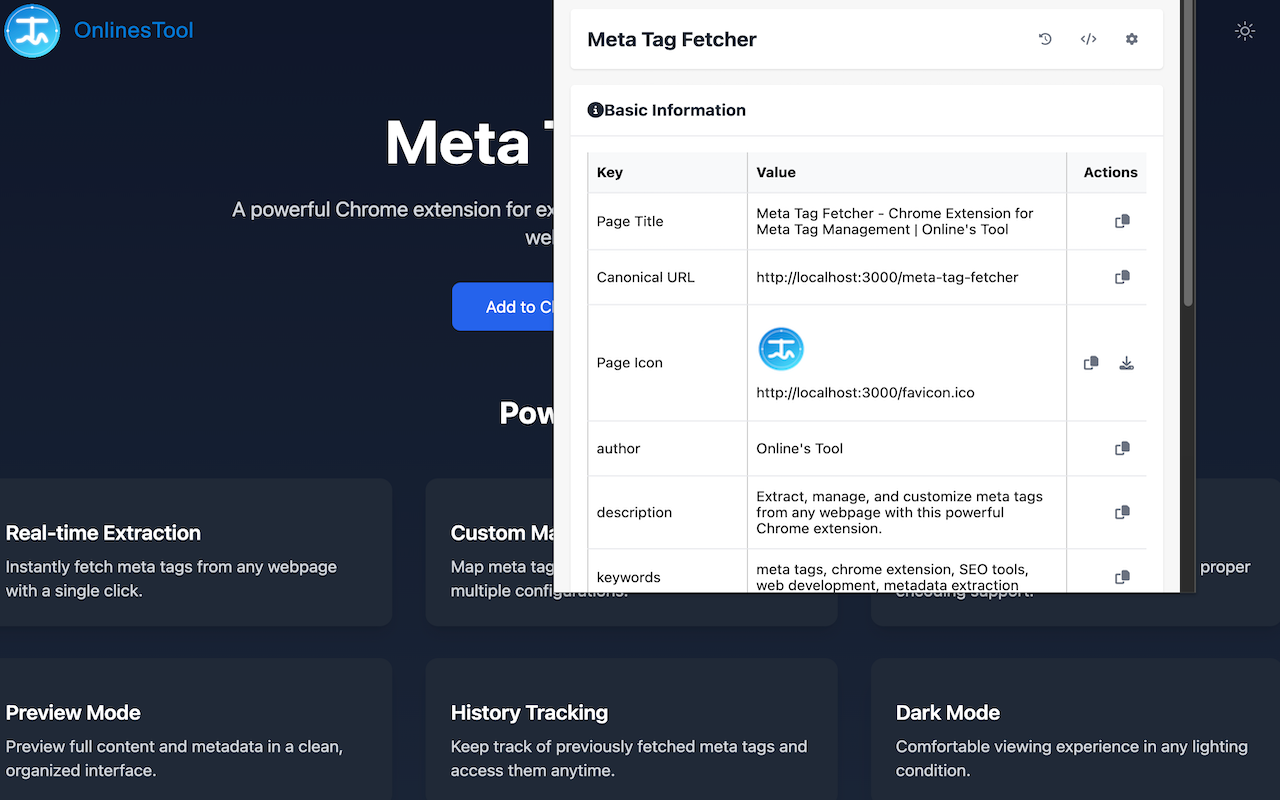 OnlinesTool
Meta
A powerful Chrome extension for
Add to
Real-time Extraction
Instantly fetch meta tags from any webpage
with a single click.
Custom
Map meta tag
multiple configurations.
proper
encoding support.
Preview Mode
Preview full content and metadata in a clean,
organized interface.
History Tracking
Keep track of previously fetched meta tags and
access them anytime.
Dark Mode
Comfortable viewing experience in any lighting
condition.
Meta Tag Fetcher
Basic Information
Key Value Actions
Page Title
Meta Tag Fetcher - Chrome Extension for
Meta Tag Management | Online's Tool
Canonical URL
http://localhost:3000/meta-tag-fetcher
Page Icon
http://localhost:3000/favicon.ico
author
Online's Tool
description
Extract, manage, and customize meta tags
from any webpage with this powerful
Chrome extension.
keywords
meta tags, chrome extension, SEO tools,
web development, metadata extraction